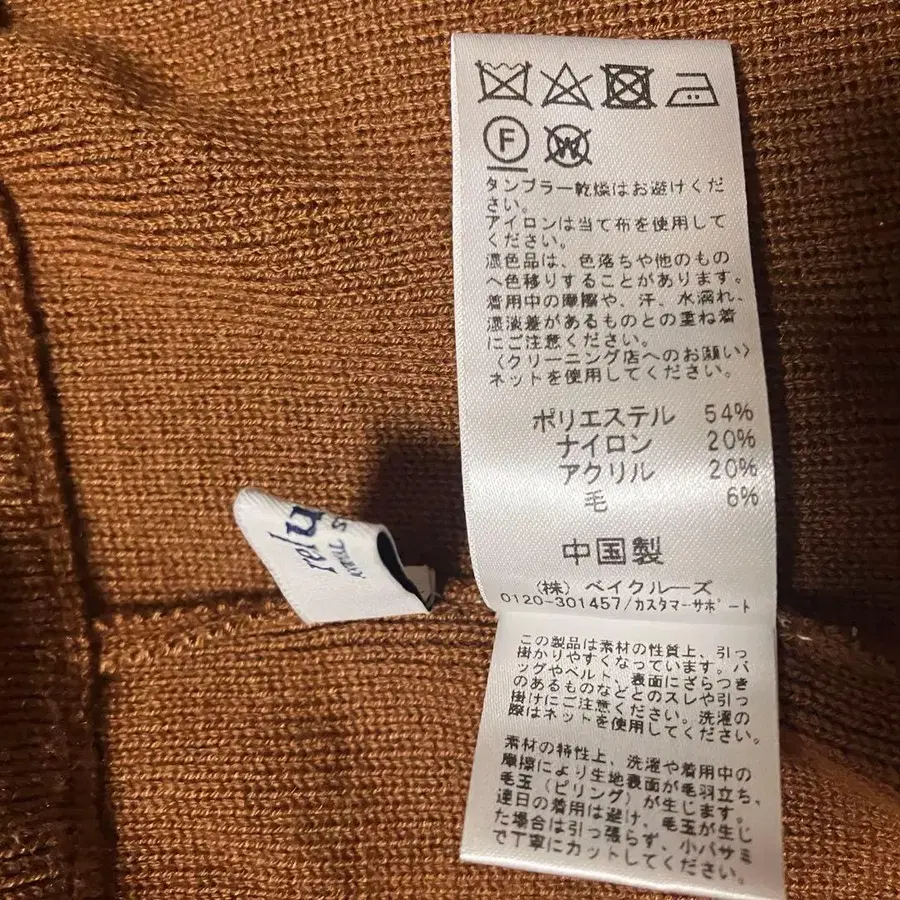 F
W
タンブラー乾燥はお避けくだ
さい。
アイロンは当て布を使用して
ください。
濃色品は、色落ちや他のもの
へ色移りすることがあります。
着用中の摩擦や、汗、水濡れ、
濃淡差があるものとの重ね着
にご注意ください。
〈クリーニング店へのお願い〉
ネットを使用してください。
ポリエステル 54%
ナイロン 20%
アクリル 20%
毛 6%
中国製
(株) ベイクルーズ
0120-301457/カスタマーサポート
この製品は素材の性質上、引っ
掛かりやすくなっています。バ
ッグやベルト、表面にざらつき
のあるものなどとのスレや引っ
掛けにご注意ください。洗濯の
際はネットを使用してください。
素材の特性上、洗濯や着用中の
摩擦により生地表面が毛羽立ち、
毛玉(ピリング)が生じます。
連日の着用は避け、毛玉が生じ
た場合は引っ張らず、小バサミ
で丁寧にカットしてください。